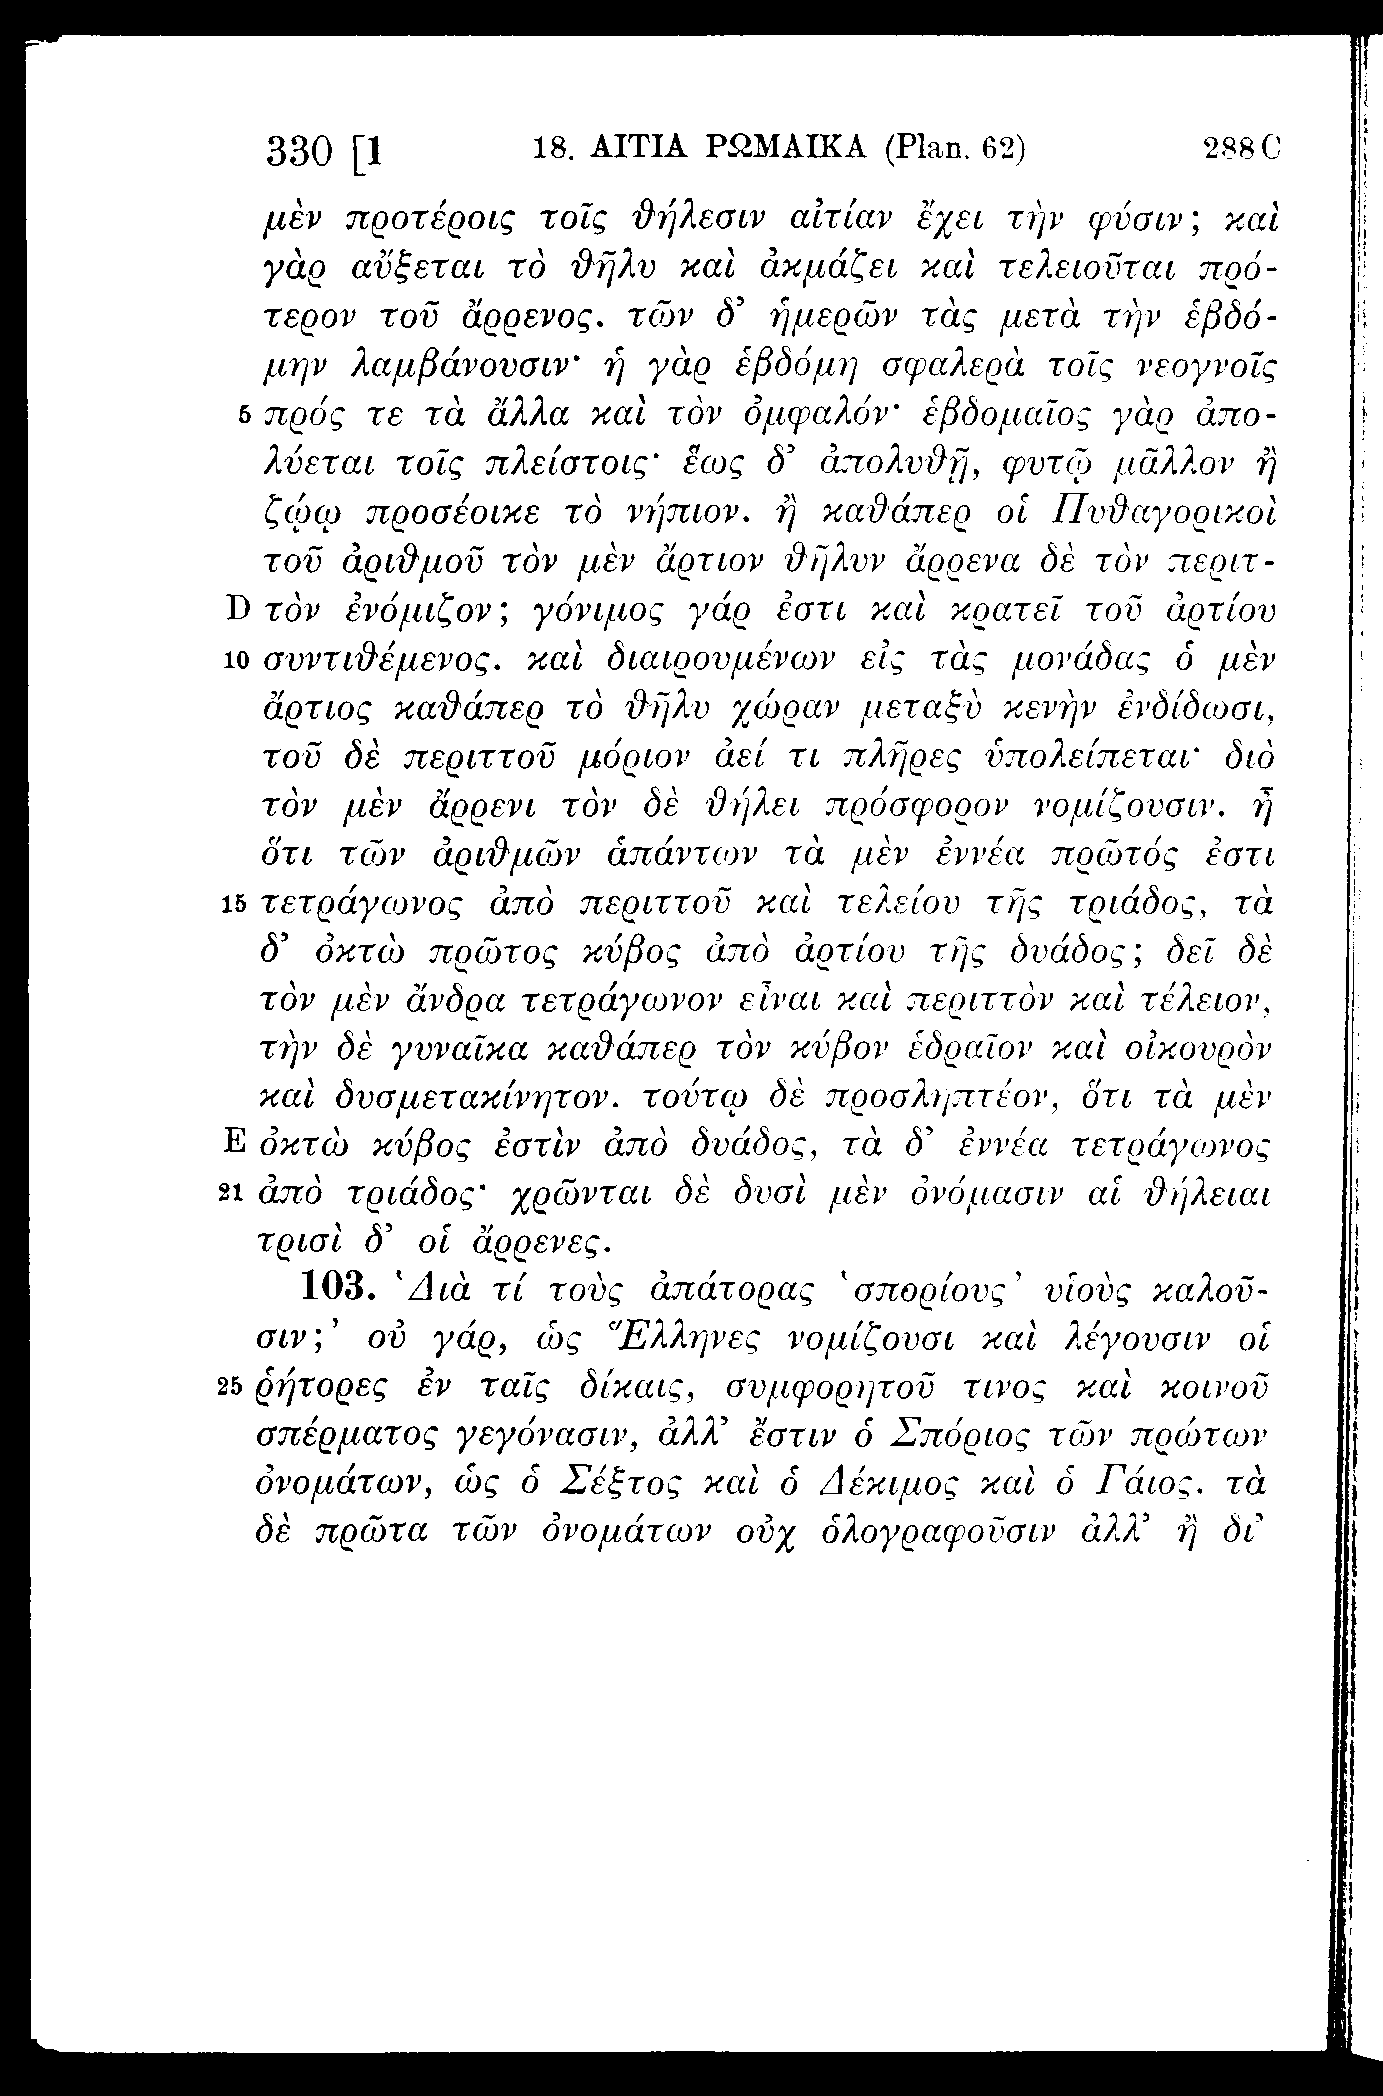 330 [1 18. ΑΙΤΙΑ ΡΩΜΑΙΚΑ (Plan. 62) 288 C
μὲν προτέροις τοῖς θήλεσιν αἰτίαν ἔχει τὴν φύσιν; καὶ
γὰρ αὔξεται τὸ θῆλυ καὶ ἀκμάζει καὶ τελειοῦται πρό-
τερον τοῦ ἄρρενος. τῶν δ’ ἡμερῶν τὰς μετὰ τὴν ἑβδό-
μην λαμβάνουσιν· ἡ γὰρ ἑβδόμη σφαλερὰ τοῖς νεογνοῖς
5 πρός τε τὰ ἄλλα καὶ τὸν ὀμφαλόν· ἑβδομαῖος γὰρ ἀπο-
λύεται τοῖς πλείστοις· ἕως δ’ ἀπολυθῇ, φυτῷ μᾶλλον ἢ
ζῴῳ προσέοικε τὸ νήπιον. ἢ καθάπερ οἱ Πυθαγορικοὶ
τοῦ ἀριθμοῦ τὸν μὲν ἄρτιον θῆλυν ἄρρενα δὲ τὸν περιτ-
D τὸν ἐνόμιζον; γόνιμος γάρ ἐστι καὶ κρατεῖ τοῦ ἀρτίου
10 συντιθέμενος. καὶ διαιρουμένων εἰς τὰς μονάδας ὁ μὲν
ἄρτιος καθάπερ τὸ θῆλυ χώραν μεταξὺ κενὴν ἐνδίδωσι,
τοῦ δὲ περιττοῦ μόριον ἀεί τι πλῆρες ὑπολείπεται· διὸ
τὸν μὲν ἄρρενι τὸν δὲ θήλει πρόσφορον νομίζουσιν. ἦ
ὅτι τῶν ἀριθμῶν ἁπάντων τὰ μὲν ἐννέα πρῶτός ἐστι
15 τετράγωνος ἀπὸ περιττοῦ καὶ τελείου τῆς τριάδος, τὰ
δ’ ὀκτὼ πρῶτος κύβος ἀπὸ ἀρτίου τῆς δυάδος; δεῖ δὲ
τὸν μὲν ἄνδρα τετράγωνον εἶναι καὶ περιττὸν καὶ τέλειον,
τὴν δὲ γυναῖκα καθάπερ τὸν κύβον ἑδραῖον καὶ οἰκουρὸν
καὶ δυσμετακίνητον. τούτῳ δὲ προσληπτέον, ὅτι τὰ μὲν
E ὀκτὼ κύβος ἐστὶν ἀπὸ δυάδος, τὰ δ’ ἐννέα τετράγωνος
21 ἀπὸ τριάδος· χρῶνται δὲ δυσὶ μὲν ὀνόμασιν αἱ θήλειαι
τρισὶ δ’ οἱ ἄρρενες.
103. ‘Διὰ τί τοὺς ἀπάτορας ‘σπορίους’ υἱοὺς καλοῦ-
σιν;’ οὐ γάρ, ὡς Ἕλληνες νομίζουσι καὶ λέγουσιν οἱ
25 ῥήτορες ἐν ταῖς δίκαις, συμφορητοῦ τινος καὶ κοινοῦ
σπέρματος γεγόνασιν, ἀλλ’ ἔστιν ὁ Σπόριος τῶν πρώτων
ὀνομάτων, ὡς ὁ Σέξτος καὶ ὁ Δέκιμος καὶ ὁ Γάιος. τὰ
δὲ πρῶτα τῶν ὀνομάτων οὐχ ὁλογραφοῦσιν ἀλλ’ ἢ δι’